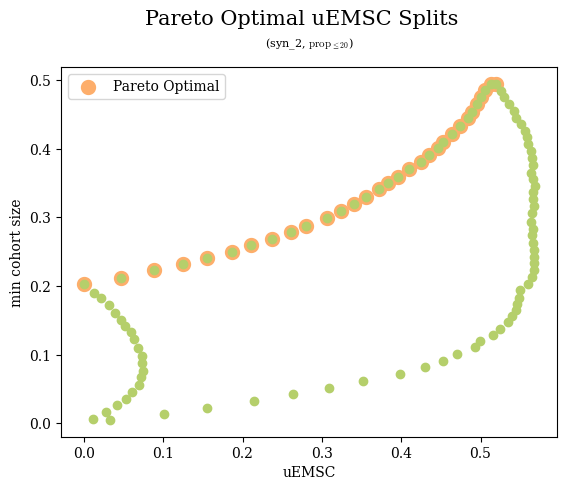 Pareto Optimal uEMSC Splits
(syn_2, prop≤20)
Pareto Optimal
0.5
0.4
0.3
0.2
0.1
0.0
min cohort size
0.0 0.1 0.2 0.3 0.4 0.5
uEMSC